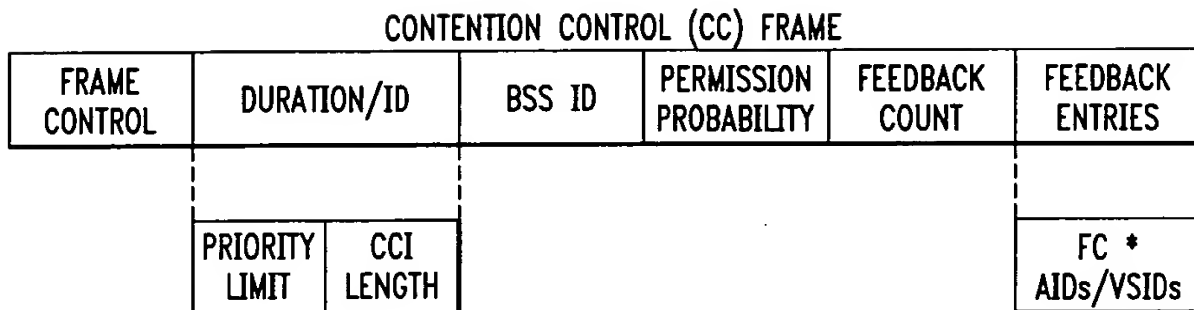 CONTENTION CONTROL (CC) FRAME
FRAME CONTROL
DURATION/ID
BSS ID
PERMISSION PROBABILITY
FEEDBACK COUNT
FEEDBACK ENTRIES
PRIORITY LIMIT
CCI LENGTH
FC *
AIDs/VSIDs